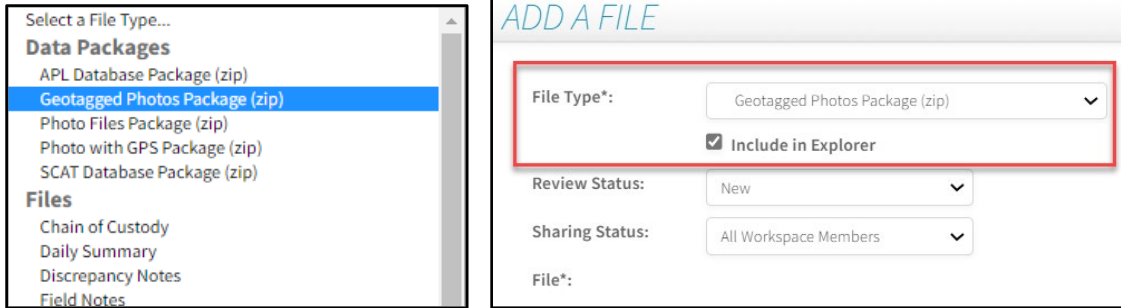 Select a File Type...
Data Packages
APL Database Package (zip)
Geotagged Photos Package (zip)
Photo Files Package (zip)
Photo with GPS Package (zip)
SCAT Database Package (zip)
Files
Chain of Custody
Daily Summary
Discrepancy Notes
Field Notes
ADD A FILE
File Type*:
Geotagged Photos Package (zip)
Include in Explorer
Review Status:
New
Sharing Status:
All Workspace Members
File*: